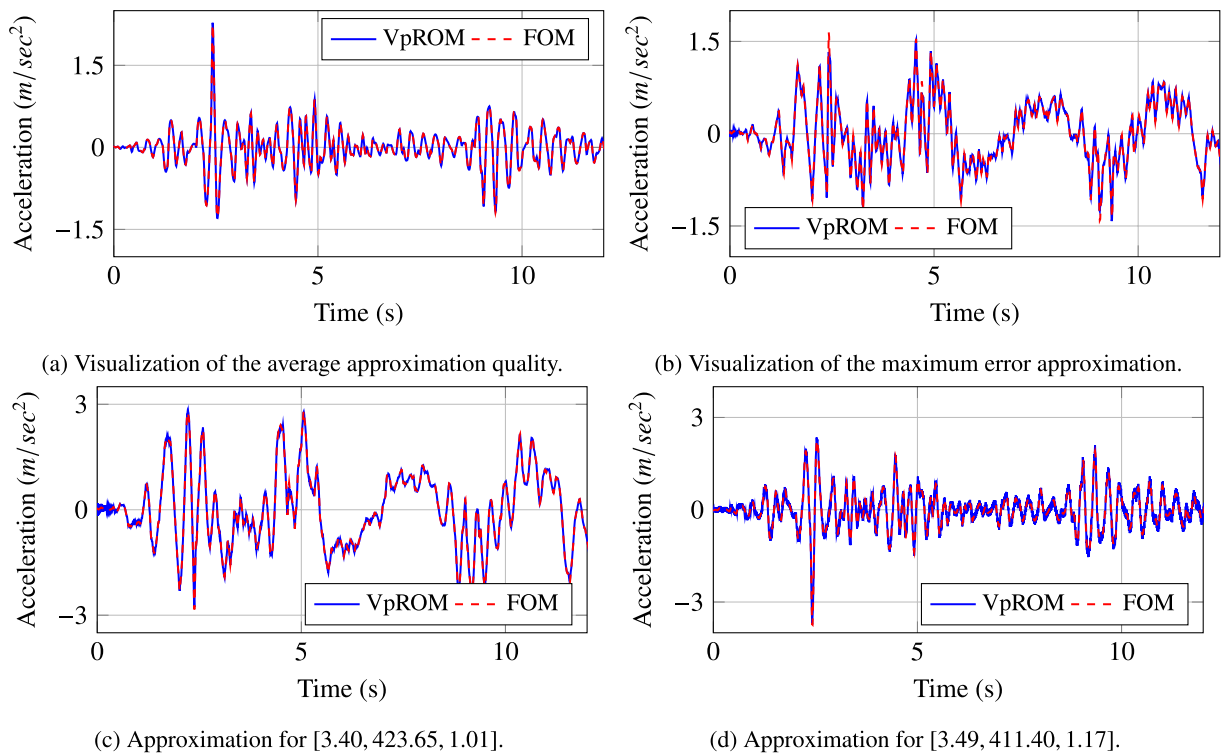 VpROM FOM
1.5
0
−1.5
Acceleration (m/sec²)
0 5 10
Time (s)
(a) Visualization of the average approximation quality.
1.5
0
−1.5
Acceleration (m/sec²)
VpROM FOM
0 5 10
Time (s)
(b) Visualization of the maximum error approximation.
3
0
−3
Acceleration (m/sec²)
VpROM FOM
0 5 10
Time (s)
(c) Approximation for [3.40, 423.65, 1.01].
3
0
−3
Acceleration (m/sec²)
VpROM FOM
0 5 10
Time (s)
(d) Approximation for [3.49, 411.40, 1.17].